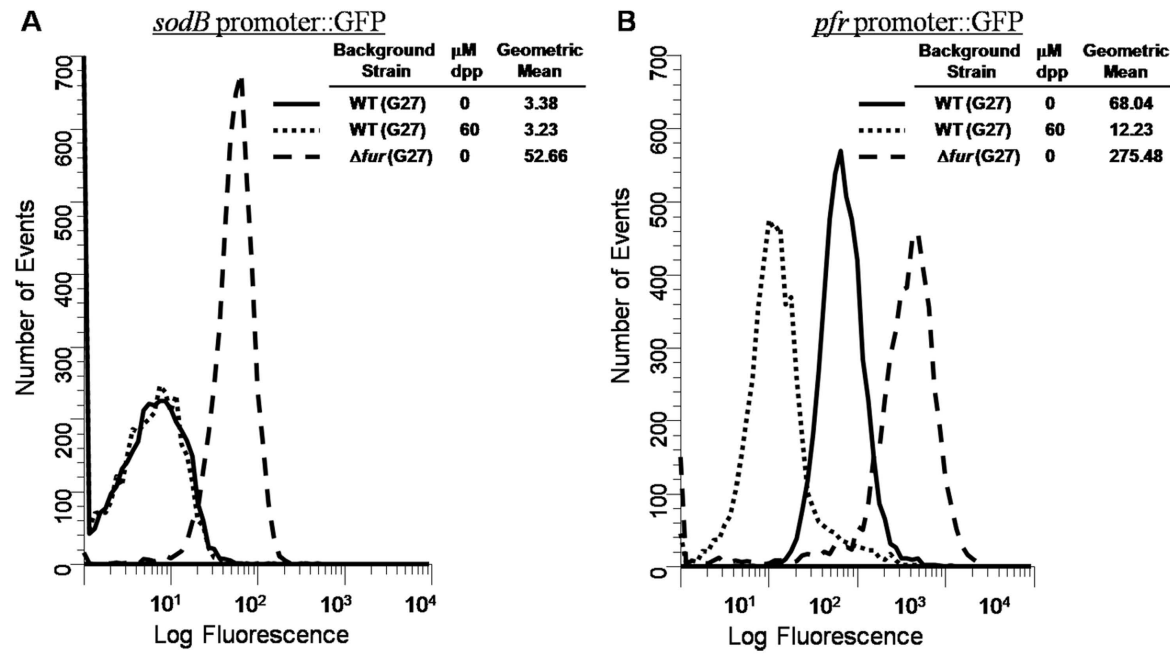 A
sodB promoter::GFP
Background Strain μM dpp Geometric Mean
WT (G27) 0 3.38
WT (G27) 60 3.23
Δfur (G27) 0 52.66
Number of Events
700
600
500
400
300
200
100
0
10¹ 10² 10³ 10⁴
Log Fluorescence
B
pfr promoter::GFP
Background Strain μM dpp Geometric Mean
WT (G27) 0 68.04
WT (G27) 60 12.23
Δfur (G27) 0 275.48
Number of Events
700
600
500
400
300
200
100
0
10¹ 10² 10³ 10⁴
Log Fluorescence